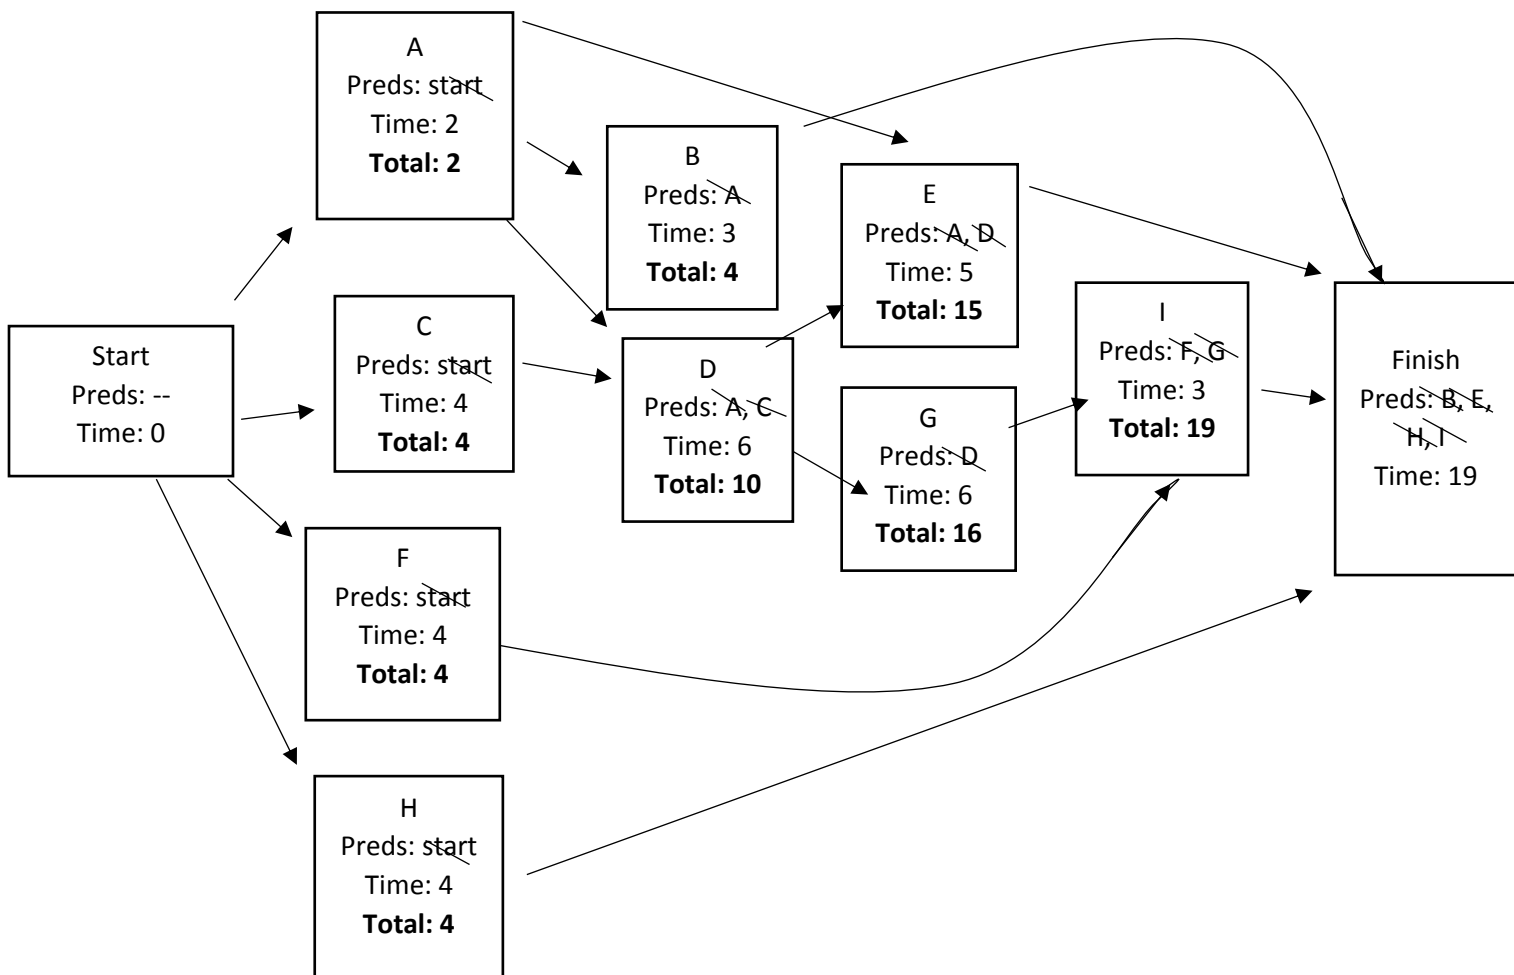 A
Preds: start
Time: 2
Total: 2
B
Preds: A
Time: 3
Total: 4
E
Preds: A, D
Time: 5
Total: 15
Start
Preds: --
Time: 0
C
Preds: start
Time: 4
Total: 4
D
Preds: A, C
Time: 6
Total: 10
G
Preds: D
Time: 6
Total: 16
I
Preds: F, G
Time: 3
Total: 19
Finish
Preds: B, E,
H, I
Time: 19
F
Preds: start
Time: 4
Total: 4
H
Preds: start
Time: 4
Total: 4